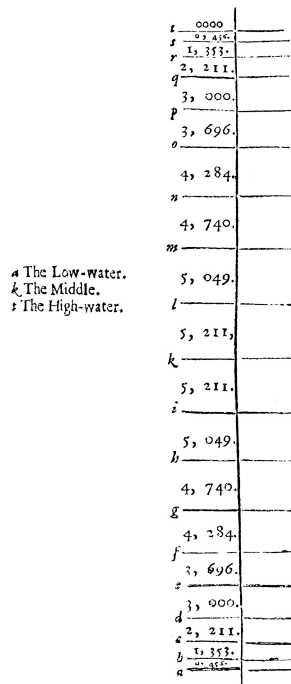 t 0000
s 0, 455.
r 1, 353.
2, 211.
q
3, 000.
p
3, 696.
o
4, 284.
n
4, 740.
m
a The Low-water.
5, 049.
k The Middle.
t The High-water.
l
5, 211,
k
5, 211.
i
5, 049.
h
4, 740.
g
4, 284.
f
3, 696.
e
3, 000.
d
2, 211.
c
1, 353.
b
0, 455.
a